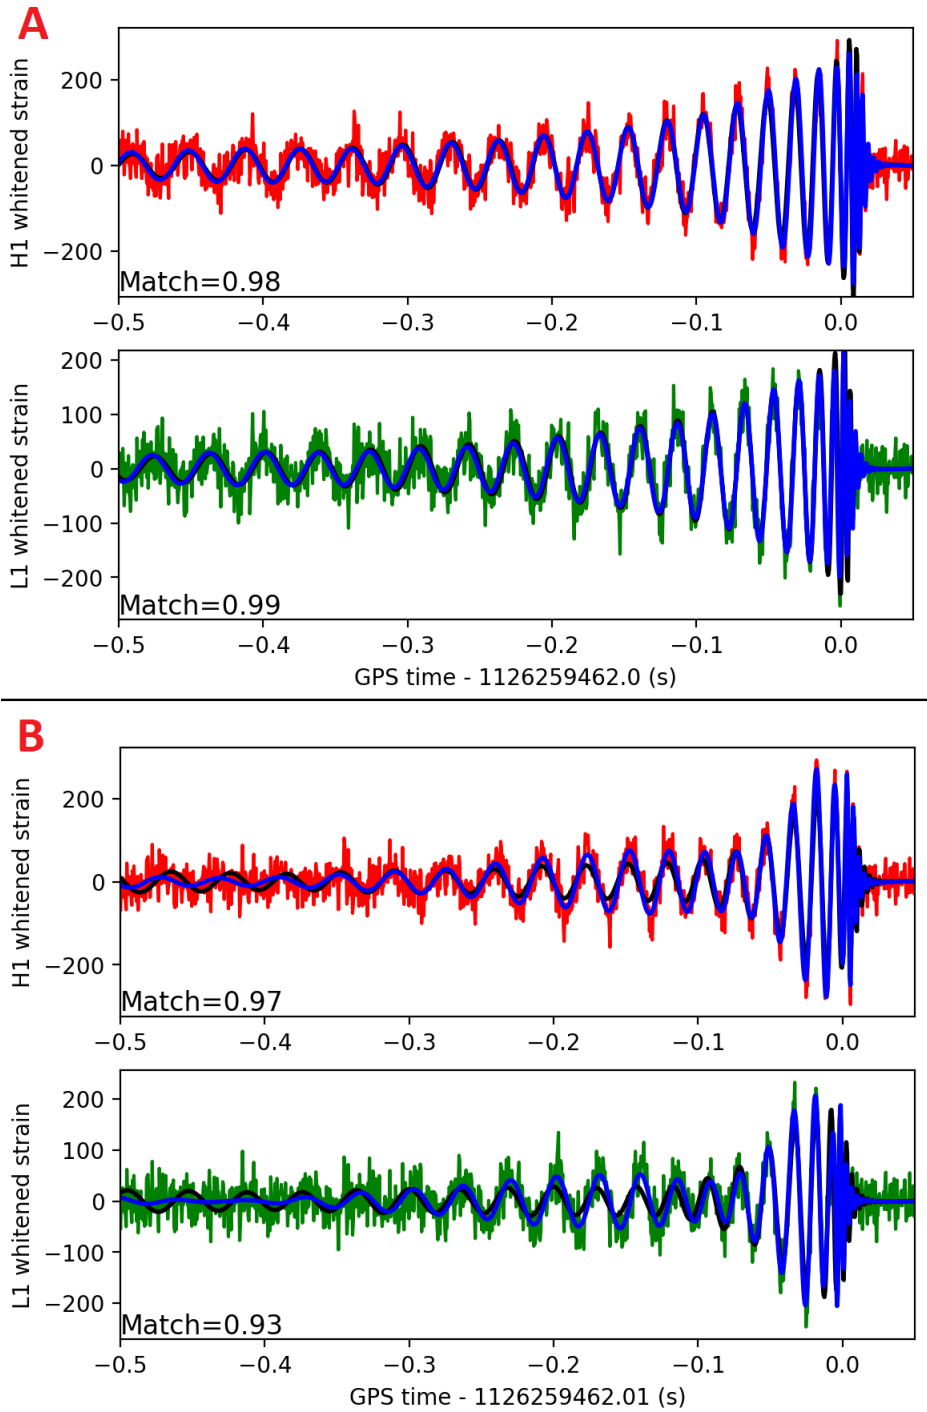 A
H1 whitened strain
200
0
−200
Match=0.98
−0.5 −0.4 −0.3 −0.2 −0.1 0.0
L1 whitened strain
200
100
0
−100
−200
Match=0.99
−0.5 −0.4 −0.3 −0.2 −0.1 0.0
GPS time - 1126259462.0 (s)
B
H1 whitened strain
200
0
−200
Match=0.97
−0.5 −0.4 −0.3 −0.2 −0.1 0.0
L1 whitened strain
200
100
0
−100
−200
Match=0.93
−0.5 −0.4 −0.3 −0.2 −0.1 0.0
GPS time - 1126259462.01 (s)